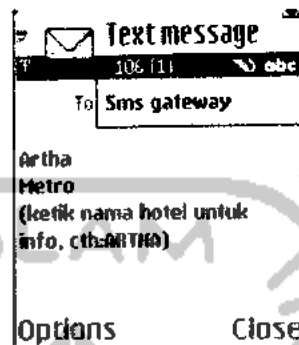 Text message
106 (1) abc
To Sms gateway
Artha
Metro
(ketik nama hotel untuk
info, cth:ARTHA)
Options Close